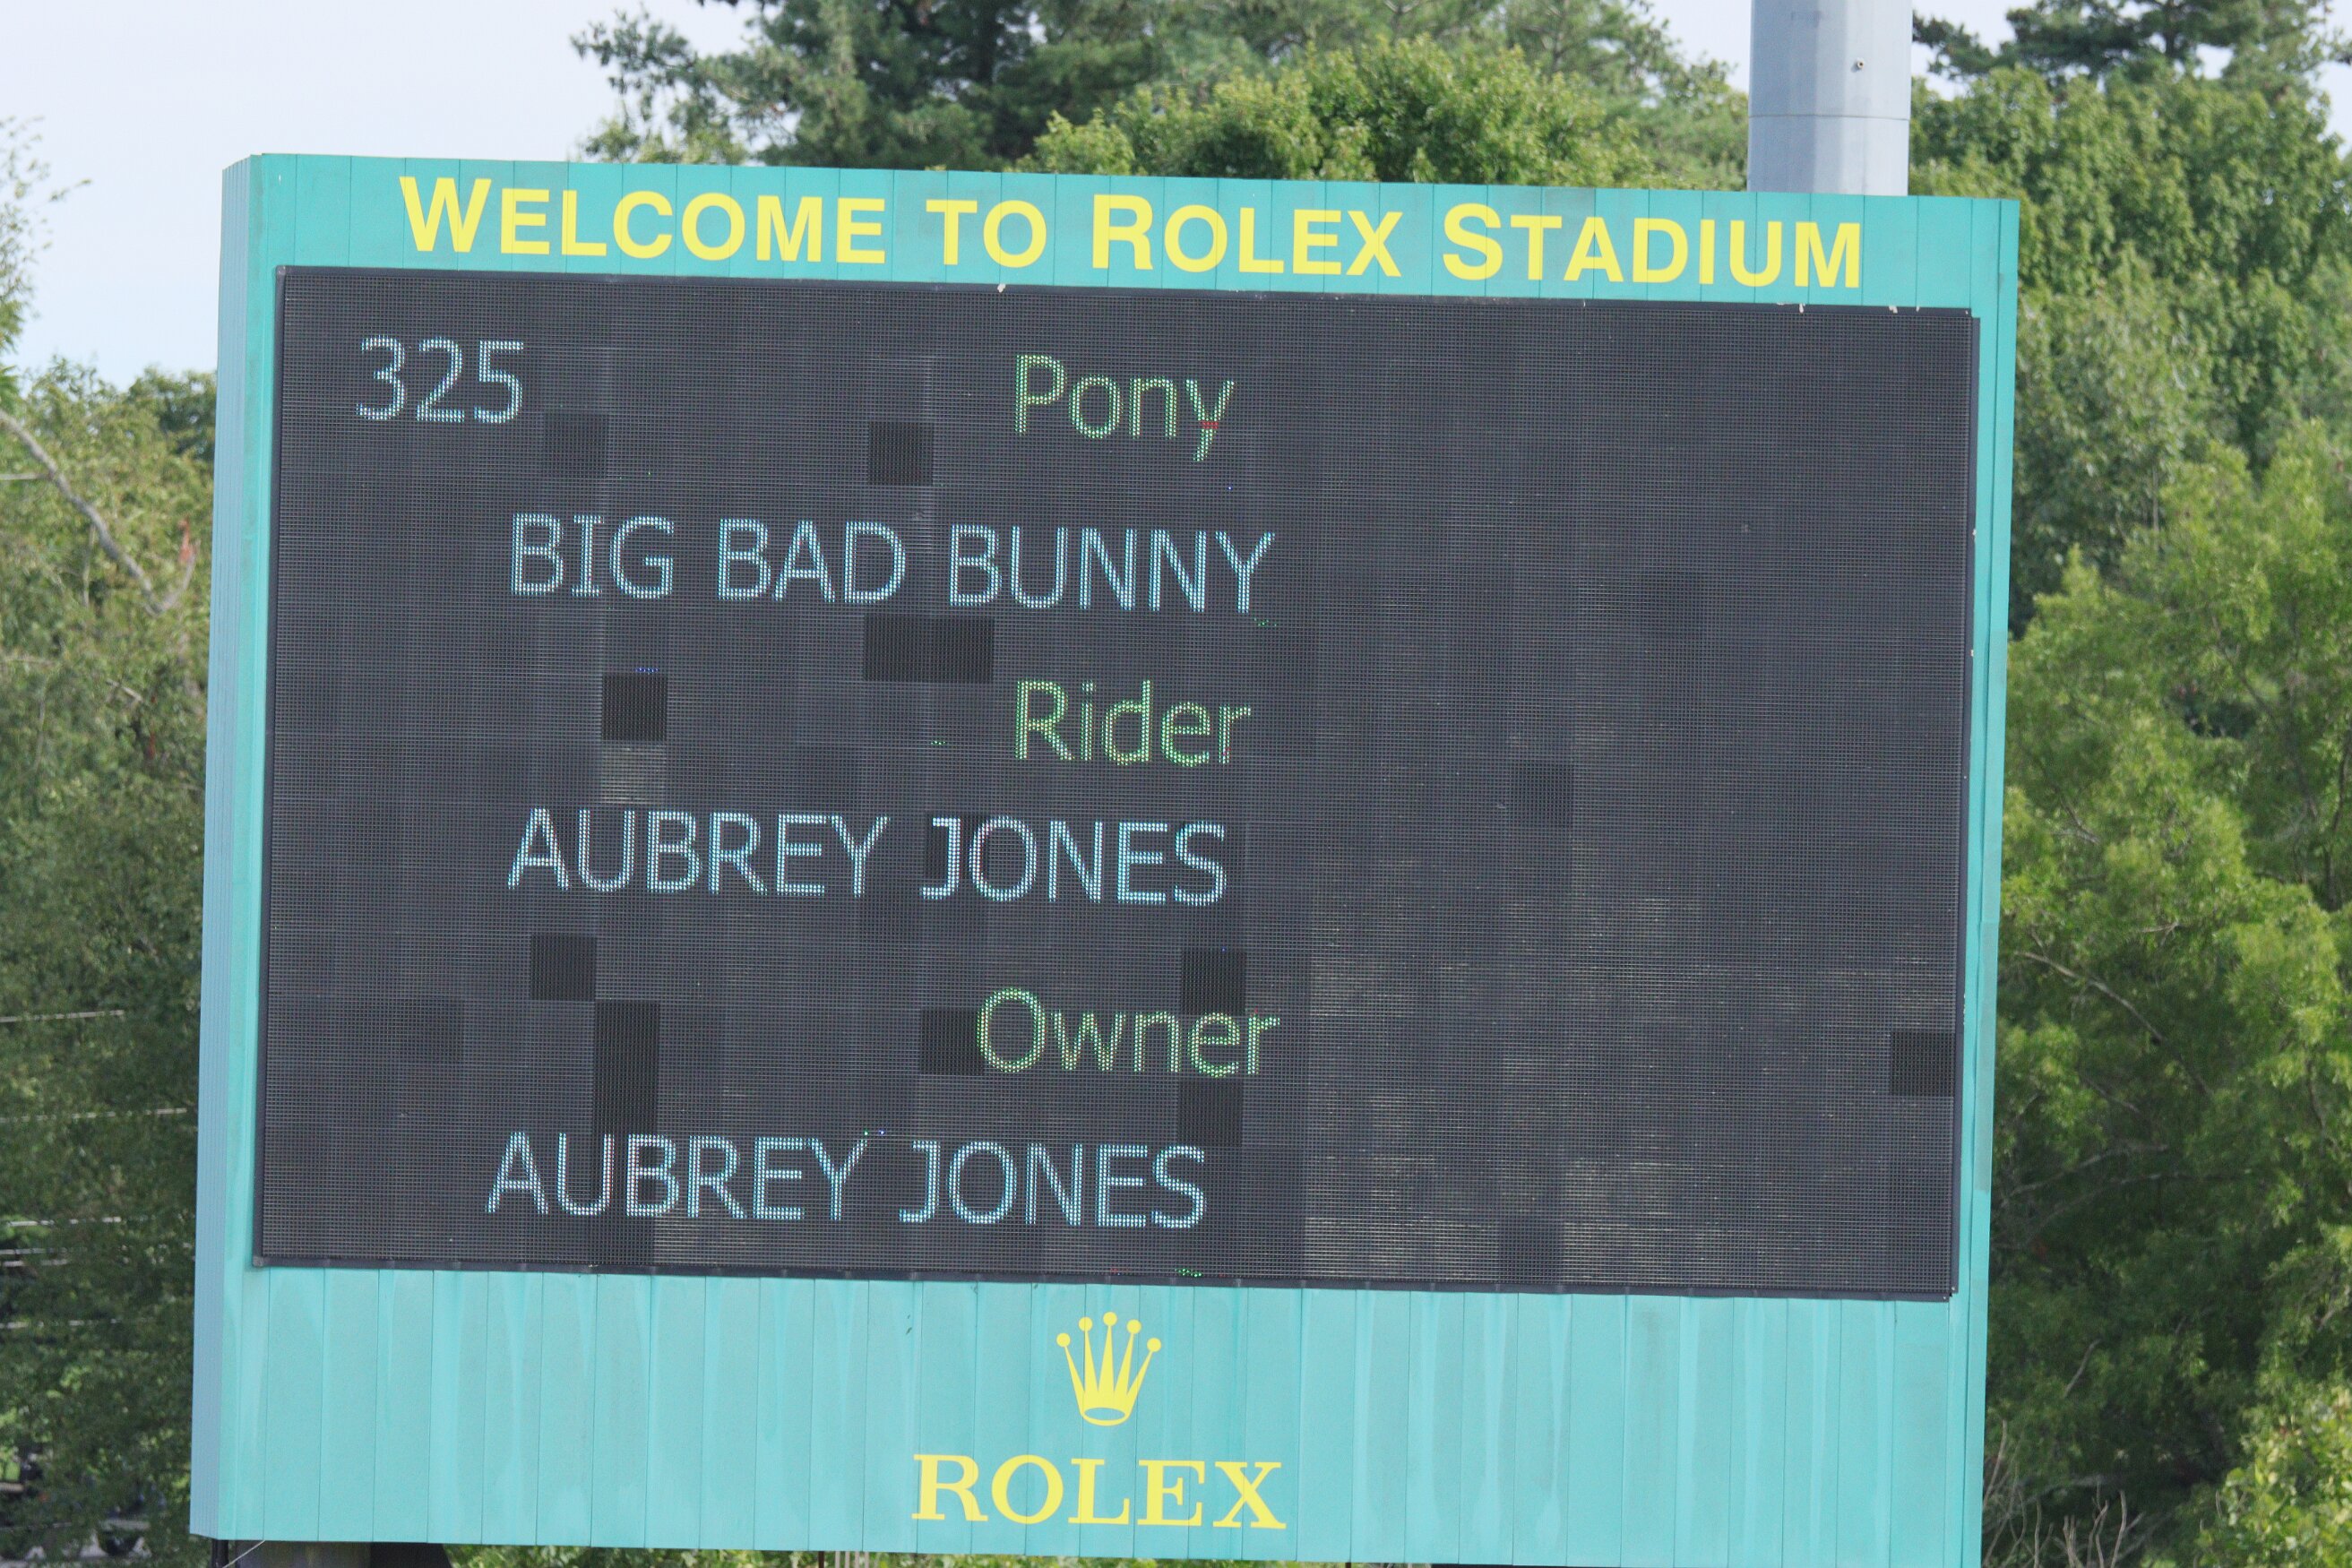 WELCOME TO ROLEX STADIUM
325 Pony
BIG BAD BUNNY
Rider
AUBREY JONES
Owner
AUBREY JONES
ROLEX